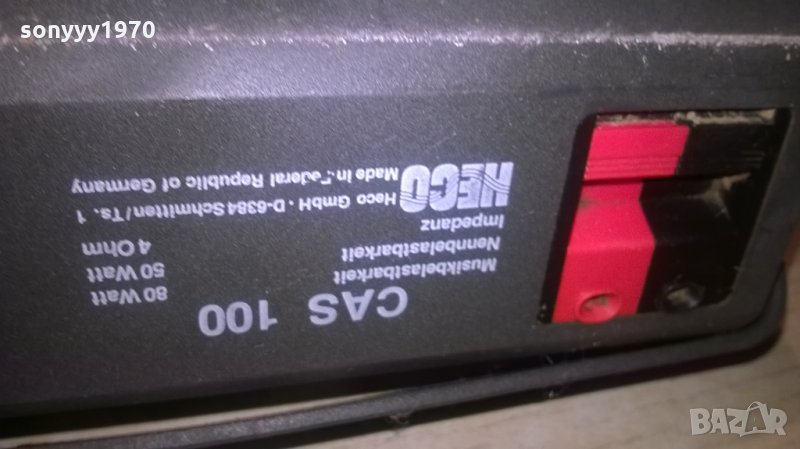 sonyyy1970
CAS 100
Musikbelastbarkeit 80 Watt
Nennbelastbarkeit 50 Watt
Impedanz 4 Ohm
HECO
Heco GmbH · D-6384 Schmitten/Ts. 1
Made in Federal Republic of Germany
BAZAR